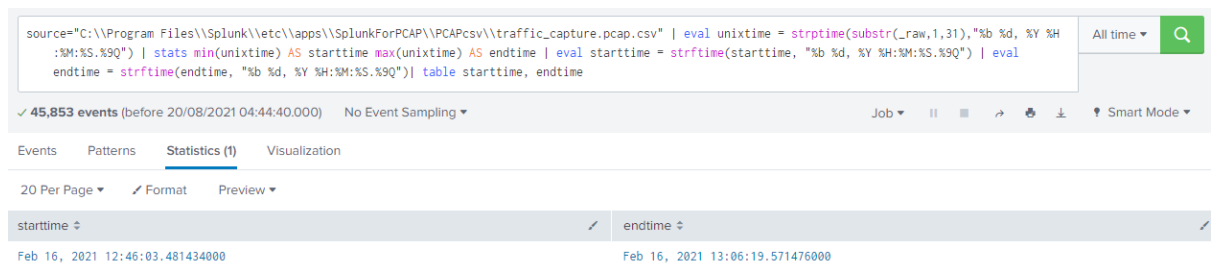 source="C:\\Program Files\\Splunk\\etc\\apps\\SplunkForPCAP\\PCAPcsv\\traffic_capture.pcap.csv" | eval unixtime = strptime(substr(_raw,1,31),"%b %d, %Y %H
:%M:%S.%9Q") | stats min(unixtime) AS starttime max(unixtime) AS endtime | eval starttime = strftime(starttime, "%b %d, %Y %H:%M:%S.%9Q") | eval
endtime = strftime(endtime, "%b %d, %Y %H:%M:%S.%9Q")| table starttime, endtime
All time
45,853 events (before 20/08/2021 04:44:40.000) No Event Sampling Job Smart Mode
Events Patterns Statistics (1) Visualization
20 Per Page Format Preview
starttime endtime
Feb 16, 2021 12:46:03.481434000 Feb 16, 2021 13:06:19.571476000